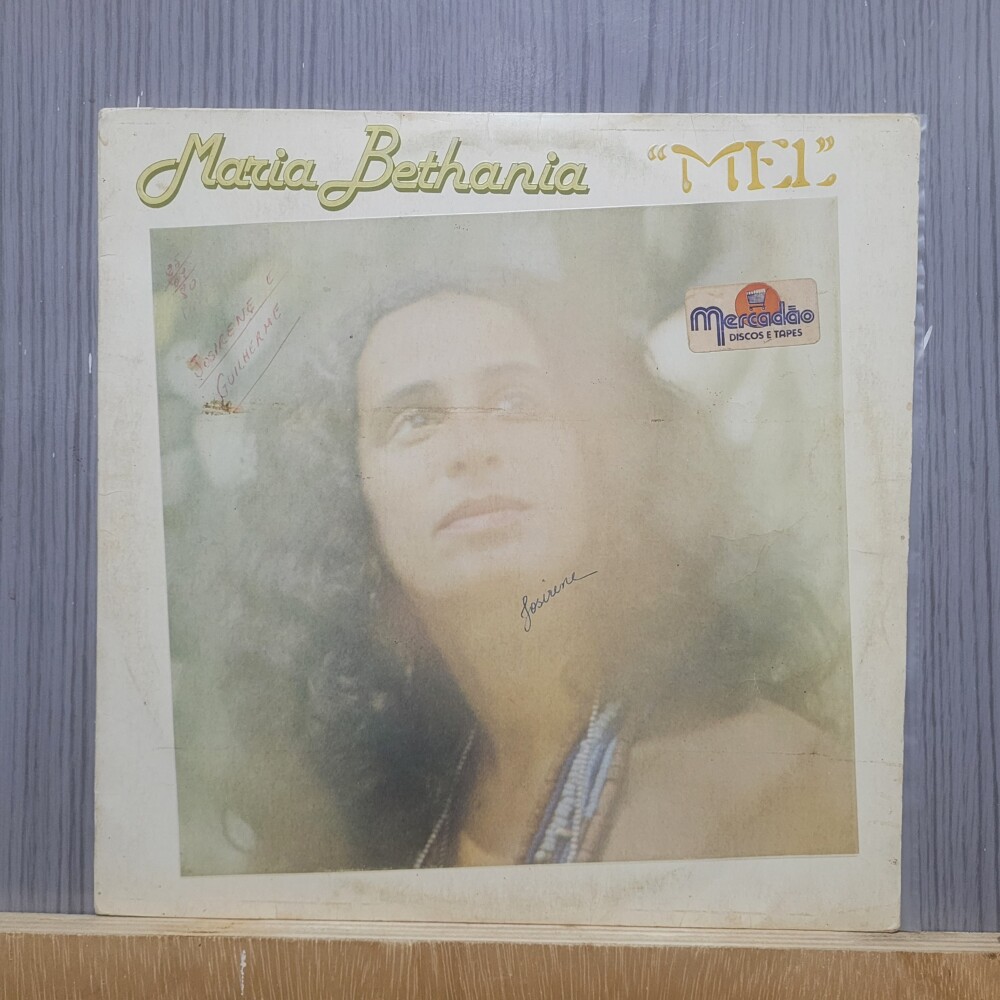 Maria Bethania "MEL"
Mercadão
DISCOS E TAPES
JOSIRENE e
GUILHERME
Josirene